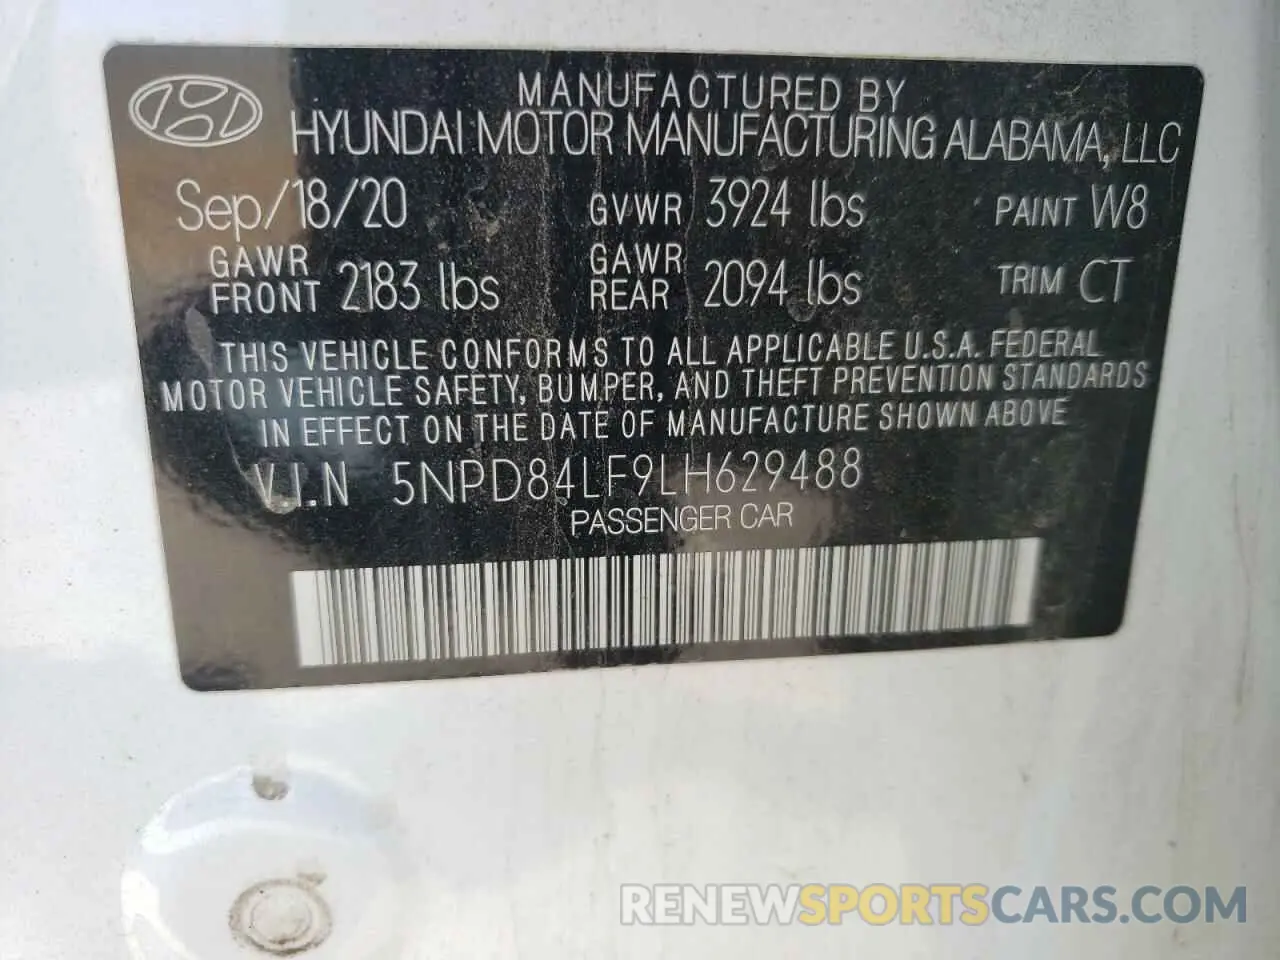 MANUFACTURED BY
HYUNDAI MOTOR MANUFACTURING ALABAMA, LLC
Sep/18/20 GVWR 3924 lbs PAINT W8
GAWR FRONT 2183 lbs GAWR REAR 2094 lbs TRIM CT
THIS VEHICLE CONFORMS TO ALL APPLICABLE U.S.A. FEDERAL
MOTOR VEHICLE SAFETY, BUMPER, AND THEFT PREVENTION STANDARDS
IN EFFECT ON THE DATE OF MANUFACTURE SHOWN ABOVE
V.I.N 5NPD84LF9LH629488
PASSENGER CAR
RENEWSPORTSCARS.COM